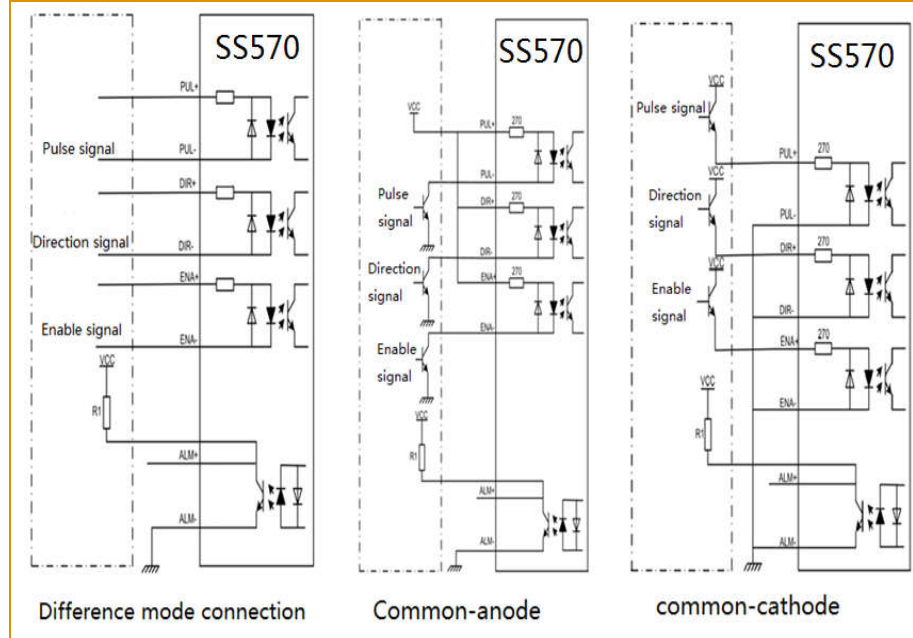 SS570
PUL+
Pulse signal
PUL-
DIR+
Direction signal
DIR-
ENA+
Enable signal
ENA-
VCC
R1
ALM+
ALM-
Difference mode connection
SS570
VCC
PUL+
270
PUL-
Pulse
signal
DIR+
270
DIR-
Direction
signal
ENA+
270
ENA-
Enable
signal
VCC
R1
ALM+
ALM-
Common-anode
SS570
VCC
Pulse signal
PUL+
270
VCC
Direction
signal
PUL-
DIR+
270
VCC
Enable
signal
DIR-
ENA+
270
VCC
ENA-
R1
ALM+
ALM-
common-cathode